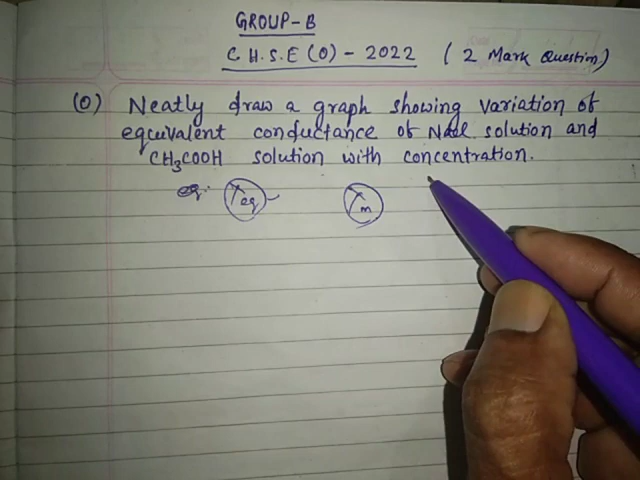 GROUP-B
C.H.S.E (O) - 2022 ( 2 Mark Question)
(O) Neatly draw a graph showing variation of
equivalent conductance of NaCl solution and
CH₃COOH solution with concentration.
eq. λeq λm